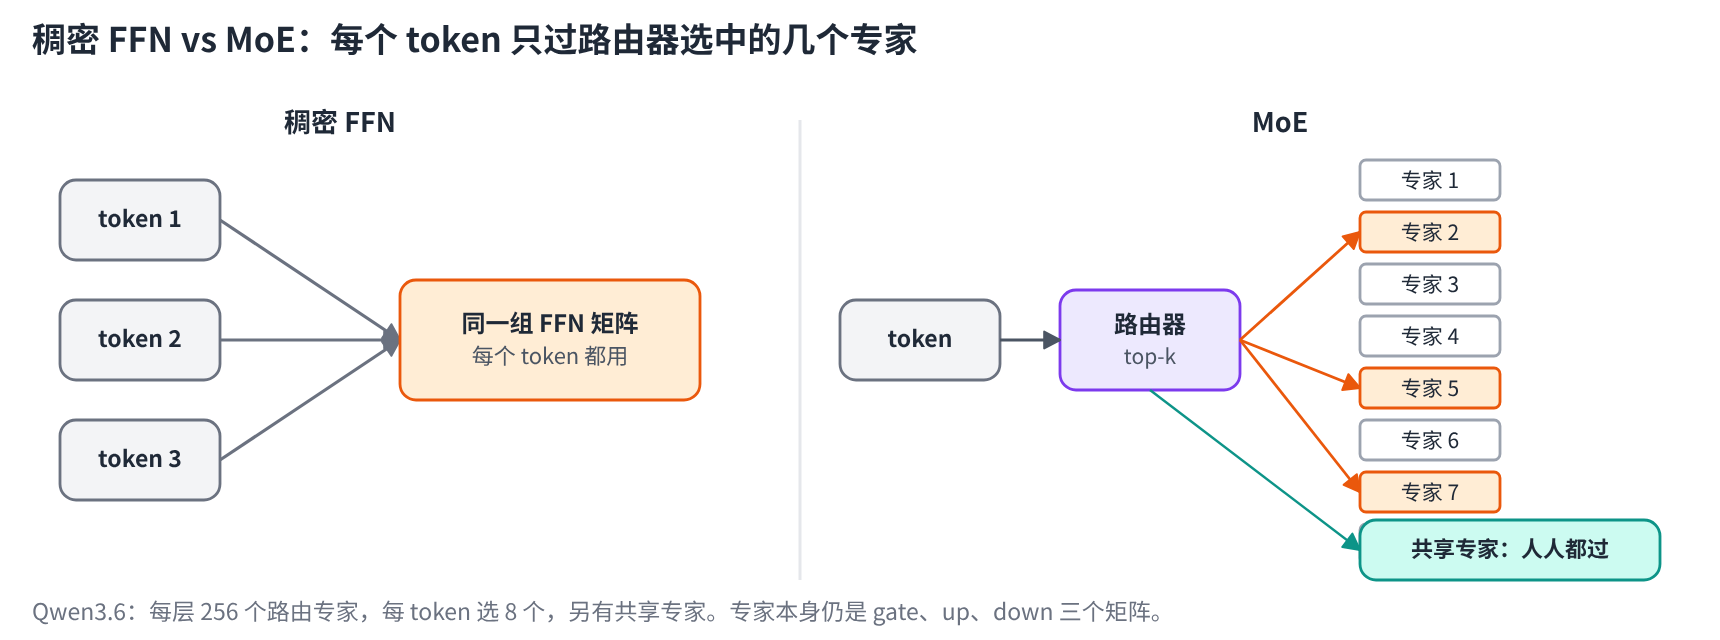 稠密 FFN vs MoE：每个 token 只过路由器选中的几个专家
稠密 FFN
token 1
token 2
token 3
同一组 FFN 矩阵
每个 token 都用
MoE
token
路由器
top-k
专家 1
专家 2
专家 3
专家 4
专家 5
专家 6
专家 7
共享专家：人人都过
Qwen3.6：每层 256 个路由专家，每 token 选 8 个，另有共享专家。专家本身仍是 gate、up、down 三个矩阵。